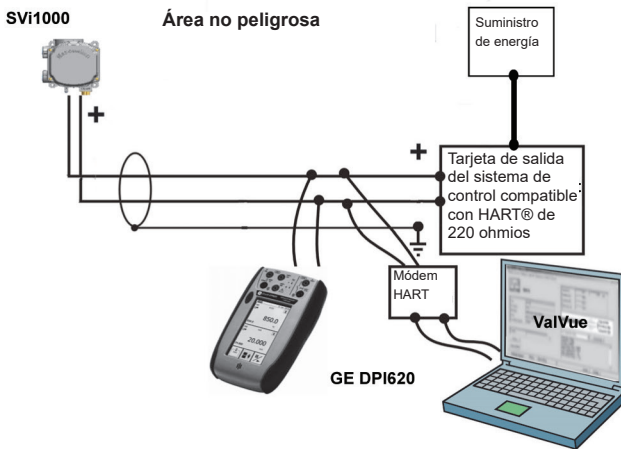 SVi1000
Área no peligrosa
Suministro
de energía
+
+
Tarjeta de salida
del sistema de
control compatible
con HART® de
220 ohmios
Módem
HART
850.0
20.000
ValVue
GE DPI620